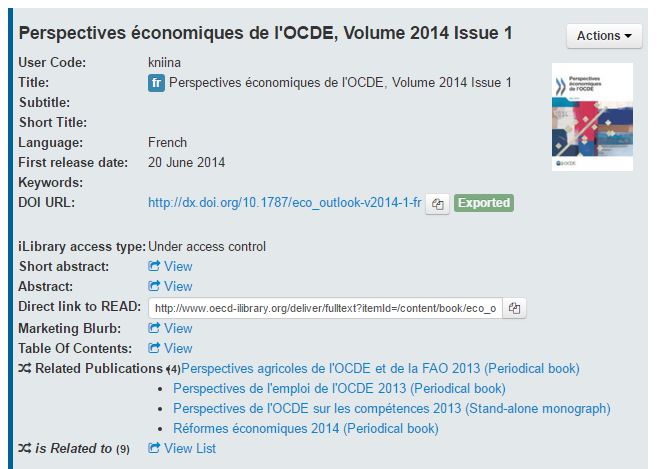 Perspectives économiques de l'OCDE, Volume 2014 Issue 1
Actions
User Code: kniina
Title: fr Perspectives économiques de l'OCDE, Volume 2014 Issue 1
Subtitle:
Short Title:
Language: French
First release date: 20 June 2014
Keywords:
DOI URL: http://dx.doi.org/10.1787/eco_outlook-v2014-1-fr Exported
Perspectives
économiques
de l'OCDE
OCDE
iLibrary access type: Under access control
Short abstract: View
Abstract: View
Direct link to READ: http://www.oecd-ilibrary.org/deliver/fulltext?itemId=/content/book/eco_o
Marketing Blurb: View
Table Of Contents: View
Related Publications (4) Perspectives agricoles de l'OCDE et de la FAO 2013 (Periodical book)
• Perspectives de l'emploi de l'OCDE 2013 (Periodical book)
• Perspectives de l'OCDE sur les compétences 2013 (Stand-alone monograph)
• Réformes économiques 2014 (Periodical book)
is Related to (9) View List